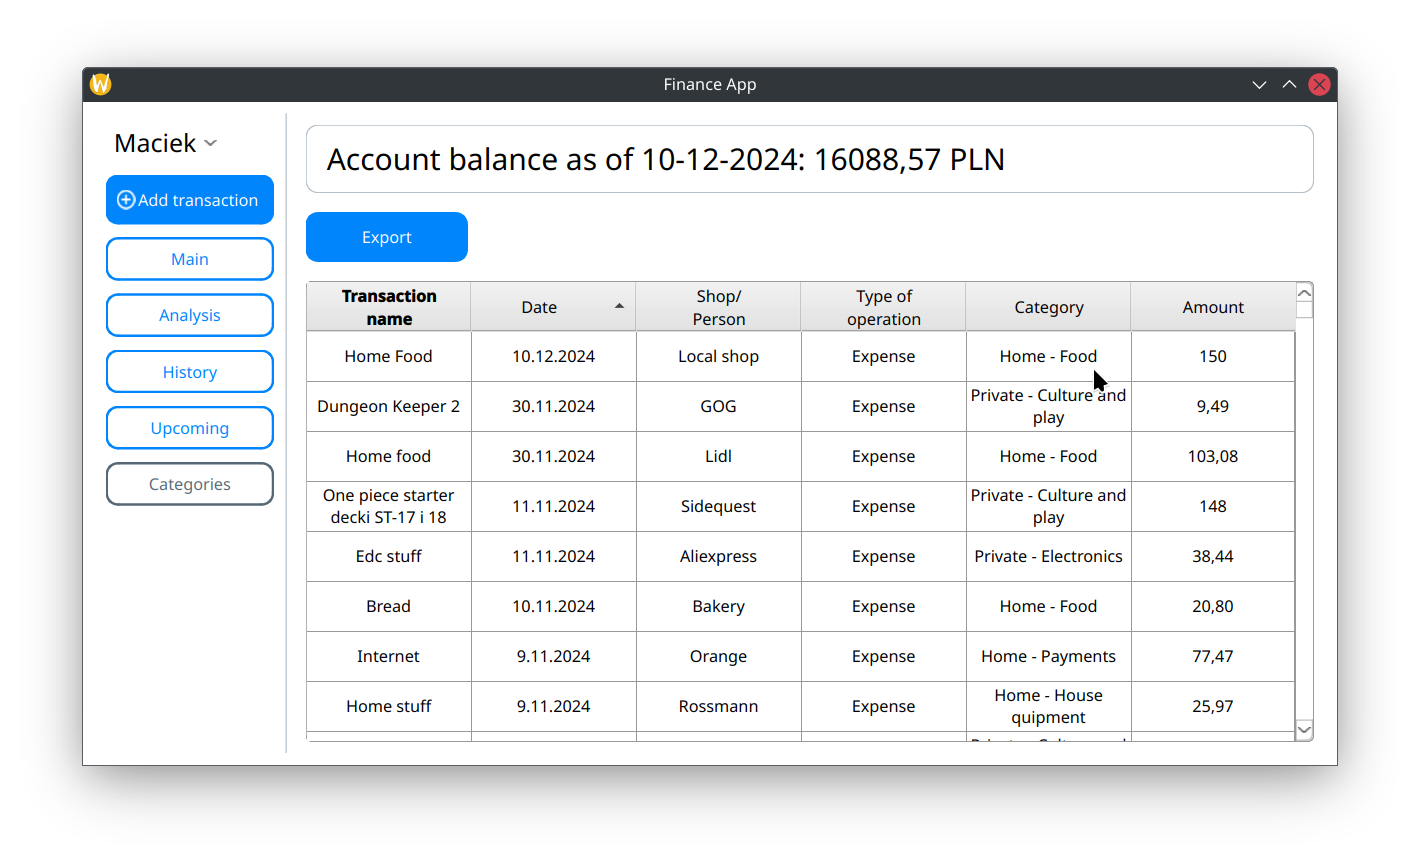 Finance App
Maciek
Add transaction
Main
Analysis
History
Upcoming
Categories
Account balance as of 10-12-2024: 16088,57 PLN
Export
Transaction name Date Shop/ Person Type of operation Category Amount
Home Food 10.12.2024 Local shop Expense Home - Food 150
Dungeon Keeper 2 30.11.2024 GOG Expense Private - Culture and play 9,49
Home food 30.11.2024 Lidl Expense Home - Food 103,08
One piece starter decki ST-17 i 18 11.11.2024 Sidequest Expense Private - Culture and play 148
Edc stuff 11.11.2024 Aliexpress Expense Private - Electronics 38,44
Bread 10.11.2024 Bakery Expense Home - Food 20,80
Internet 9.11.2024 Orange Expense Home - Payments 77,47
Home stuff 9.11.2024 Rossmann Expense Home - House quipment 25,97